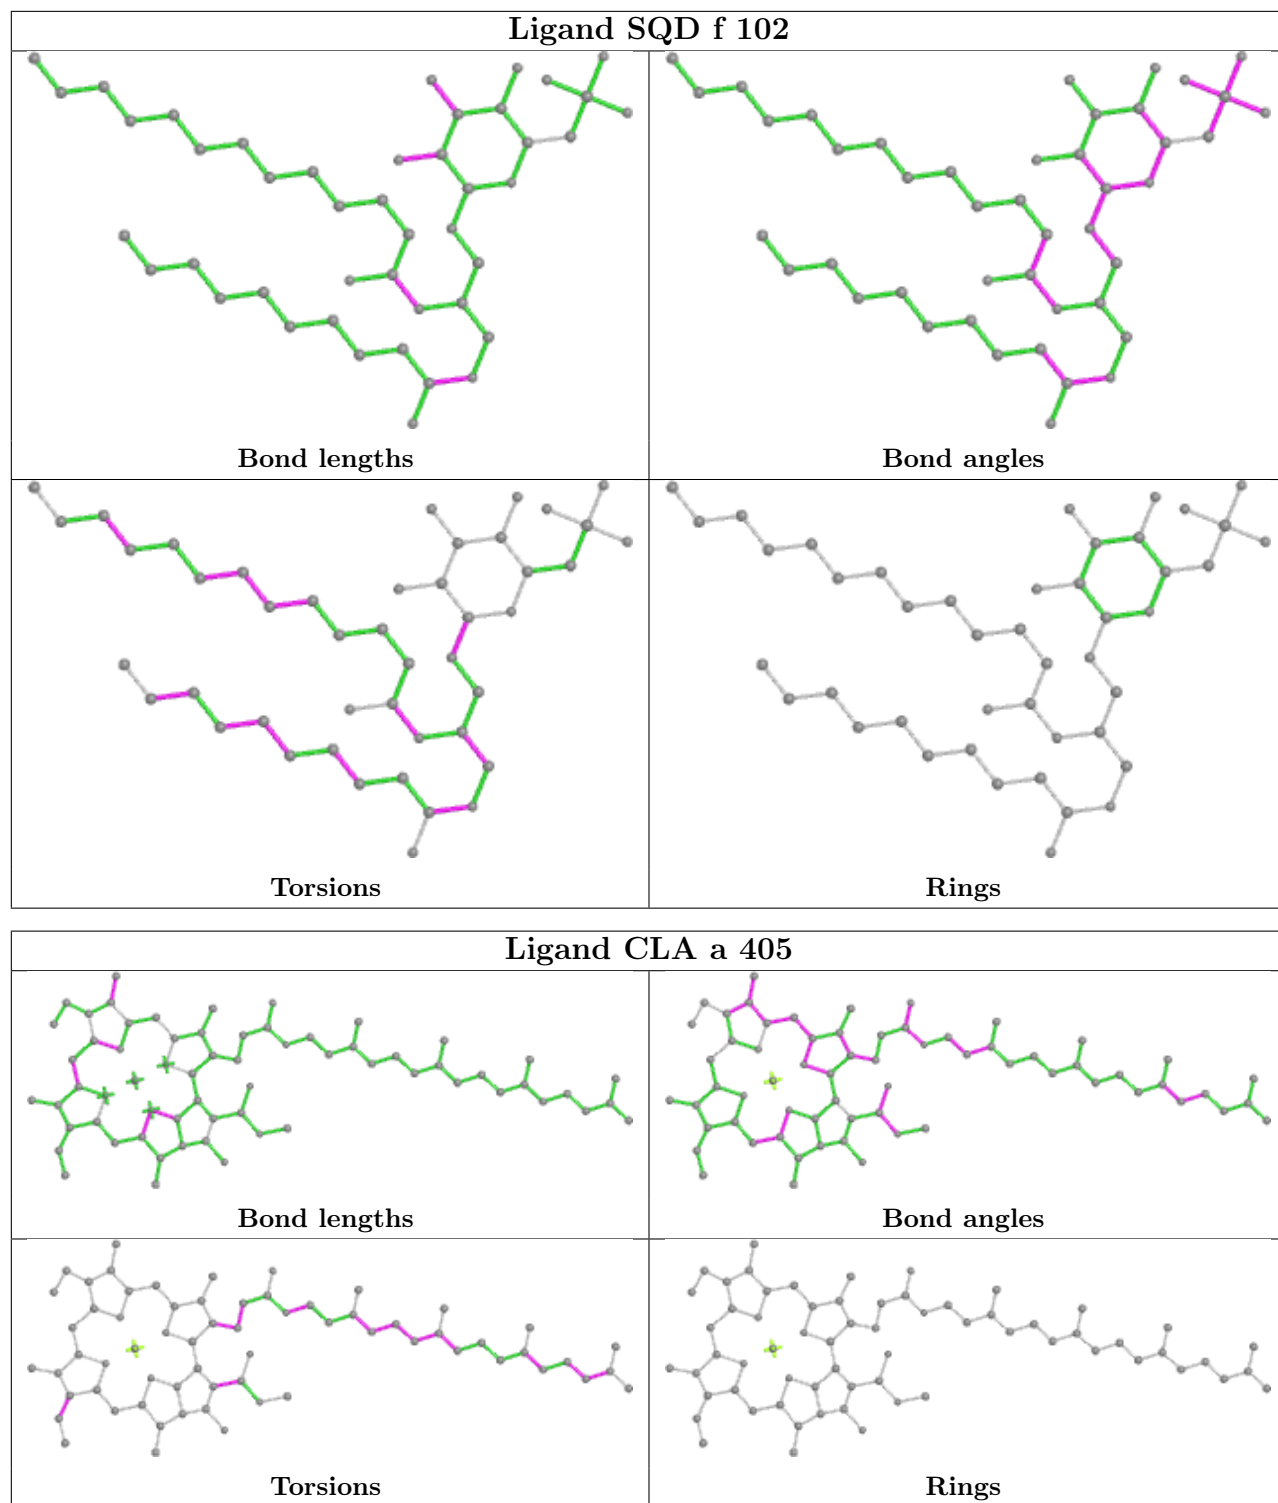 Ligand SQD f 102
Bond lengths
Bond angles
Torsions
Rings
Ligand CLA a 405
Bond lengths
Bond angles
Torsions
Rings